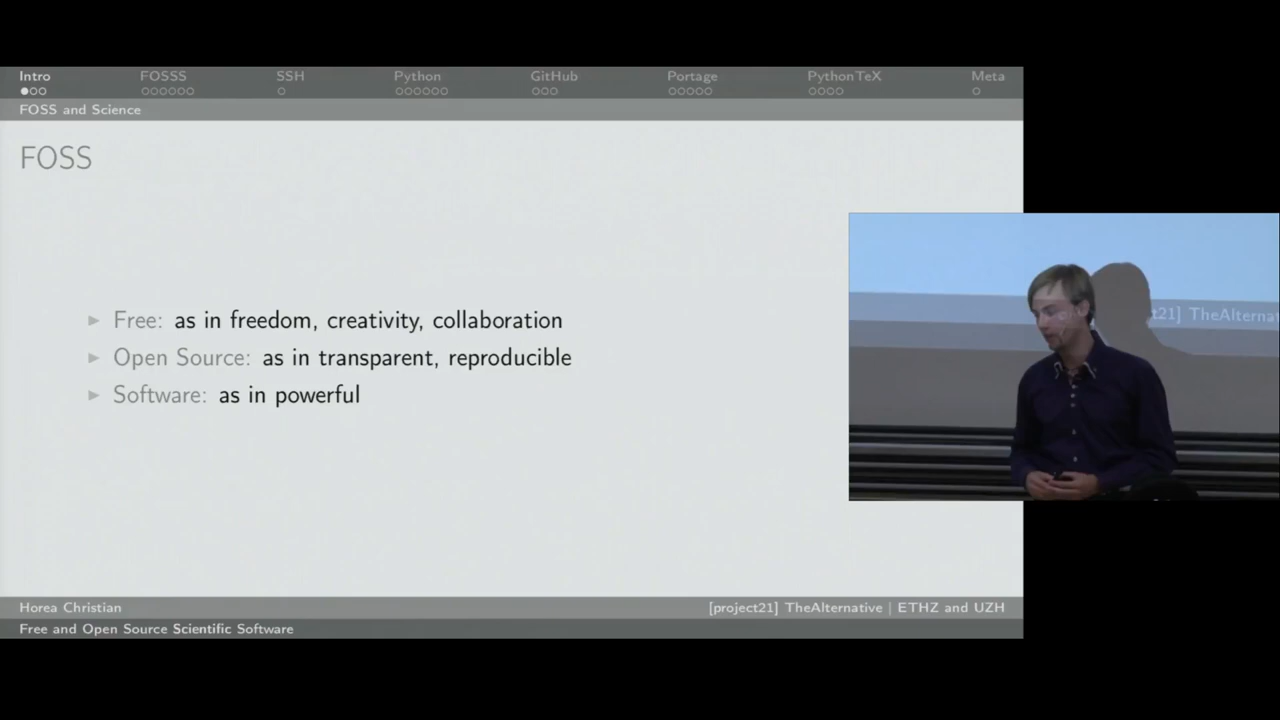 Intro FOSSS SSH Python GitHub Portage PythonTeX Meta
FOSS and Science
FOSS
Free: as in freedom, creativity, collaboration
Open Source: as in transparent, reproducible
Software: as in powerful
t21] TheAlternat
Horea Christian [project21] TheAlternative | ETHZ and UZH
Free and Open Source Scientific Software